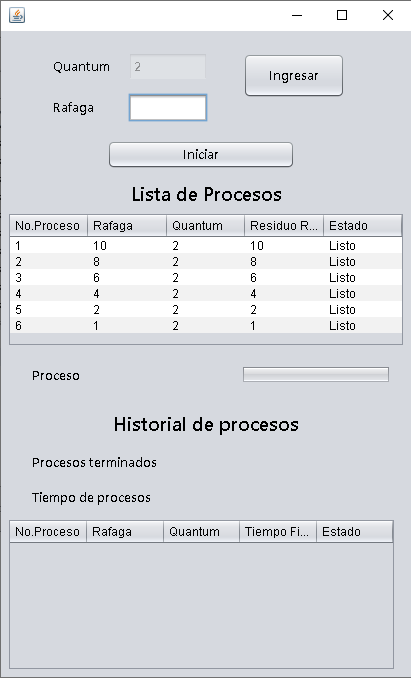 Quantum 2 Ingresar
Rafaga
Iniciar
Lista de Procesos
No.Proceso Rafaga Quantum Residuo R... Estado
1 10 2 10 Listo
2 8 2 8 Listo
3 6 2 6 Listo
4 4 2 4 Listo
5 2 2 2 Listo
6 1 2 1 Listo
Proceso
Historial de procesos
Procesos terminados
Tiempo de procesos
No.Proceso Rafaga Quantum Tiempo Fi... Estado